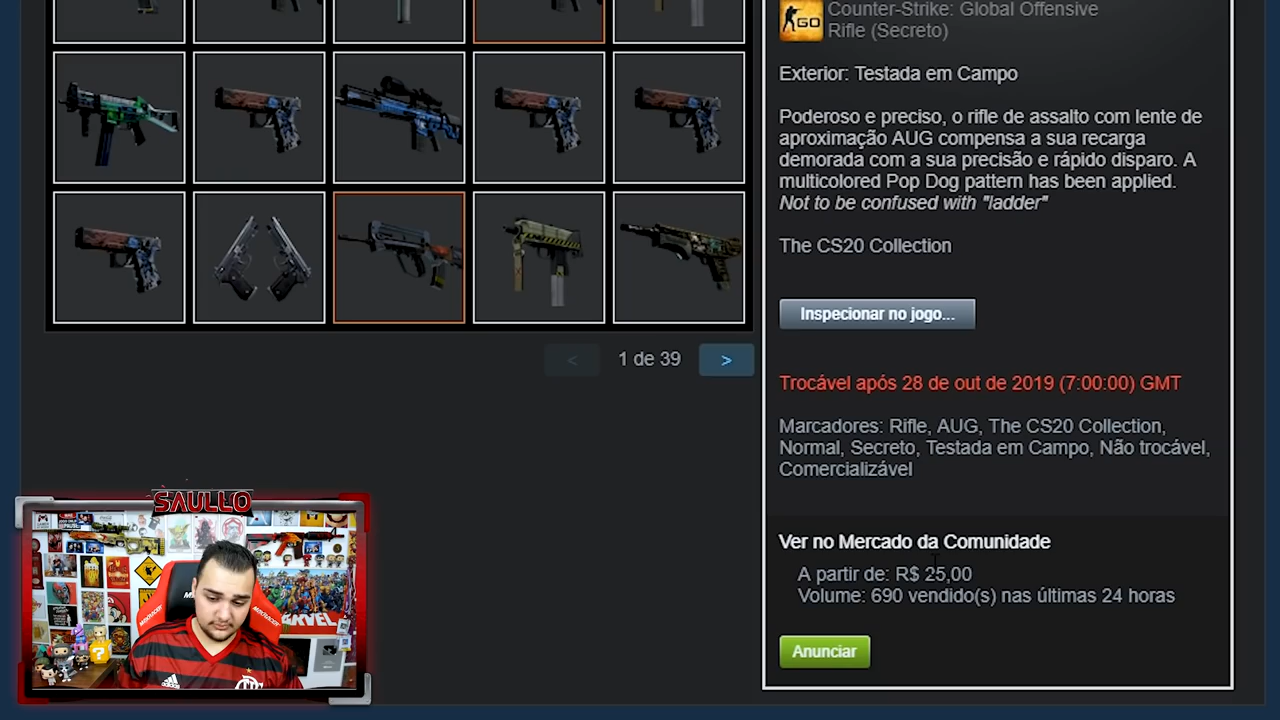 GO
Counter-Strike: Global Offensive
Rifle (Secreto)
Exterior: Testada em Campo
Poderoso e preciso, o rifle de assalto com lente de
aproximação AUG compensa a sua recarga
demorada com a sua precisão e rápido disparo. A
multicolored Pop Dog pattern has been applied.
Not to be confused with "ladder"
The CS20 Collection
Inspecionar no jogo...
< 1 de 39 >
Trocável após 28 de out de 2019 (7:00:00) GMT
Marcadores: Rifle, AUG, The CS20 Collection,
Normal, Secreto, Testada em Campo, Não trocável,
Comercializável
Ver no Mercado da Comunidade
A partir de: R$ 25,00
Volume: 690 vendido(s) nas últimas 24 horas
Anunciar
SAULLO
MARVEL
adidas